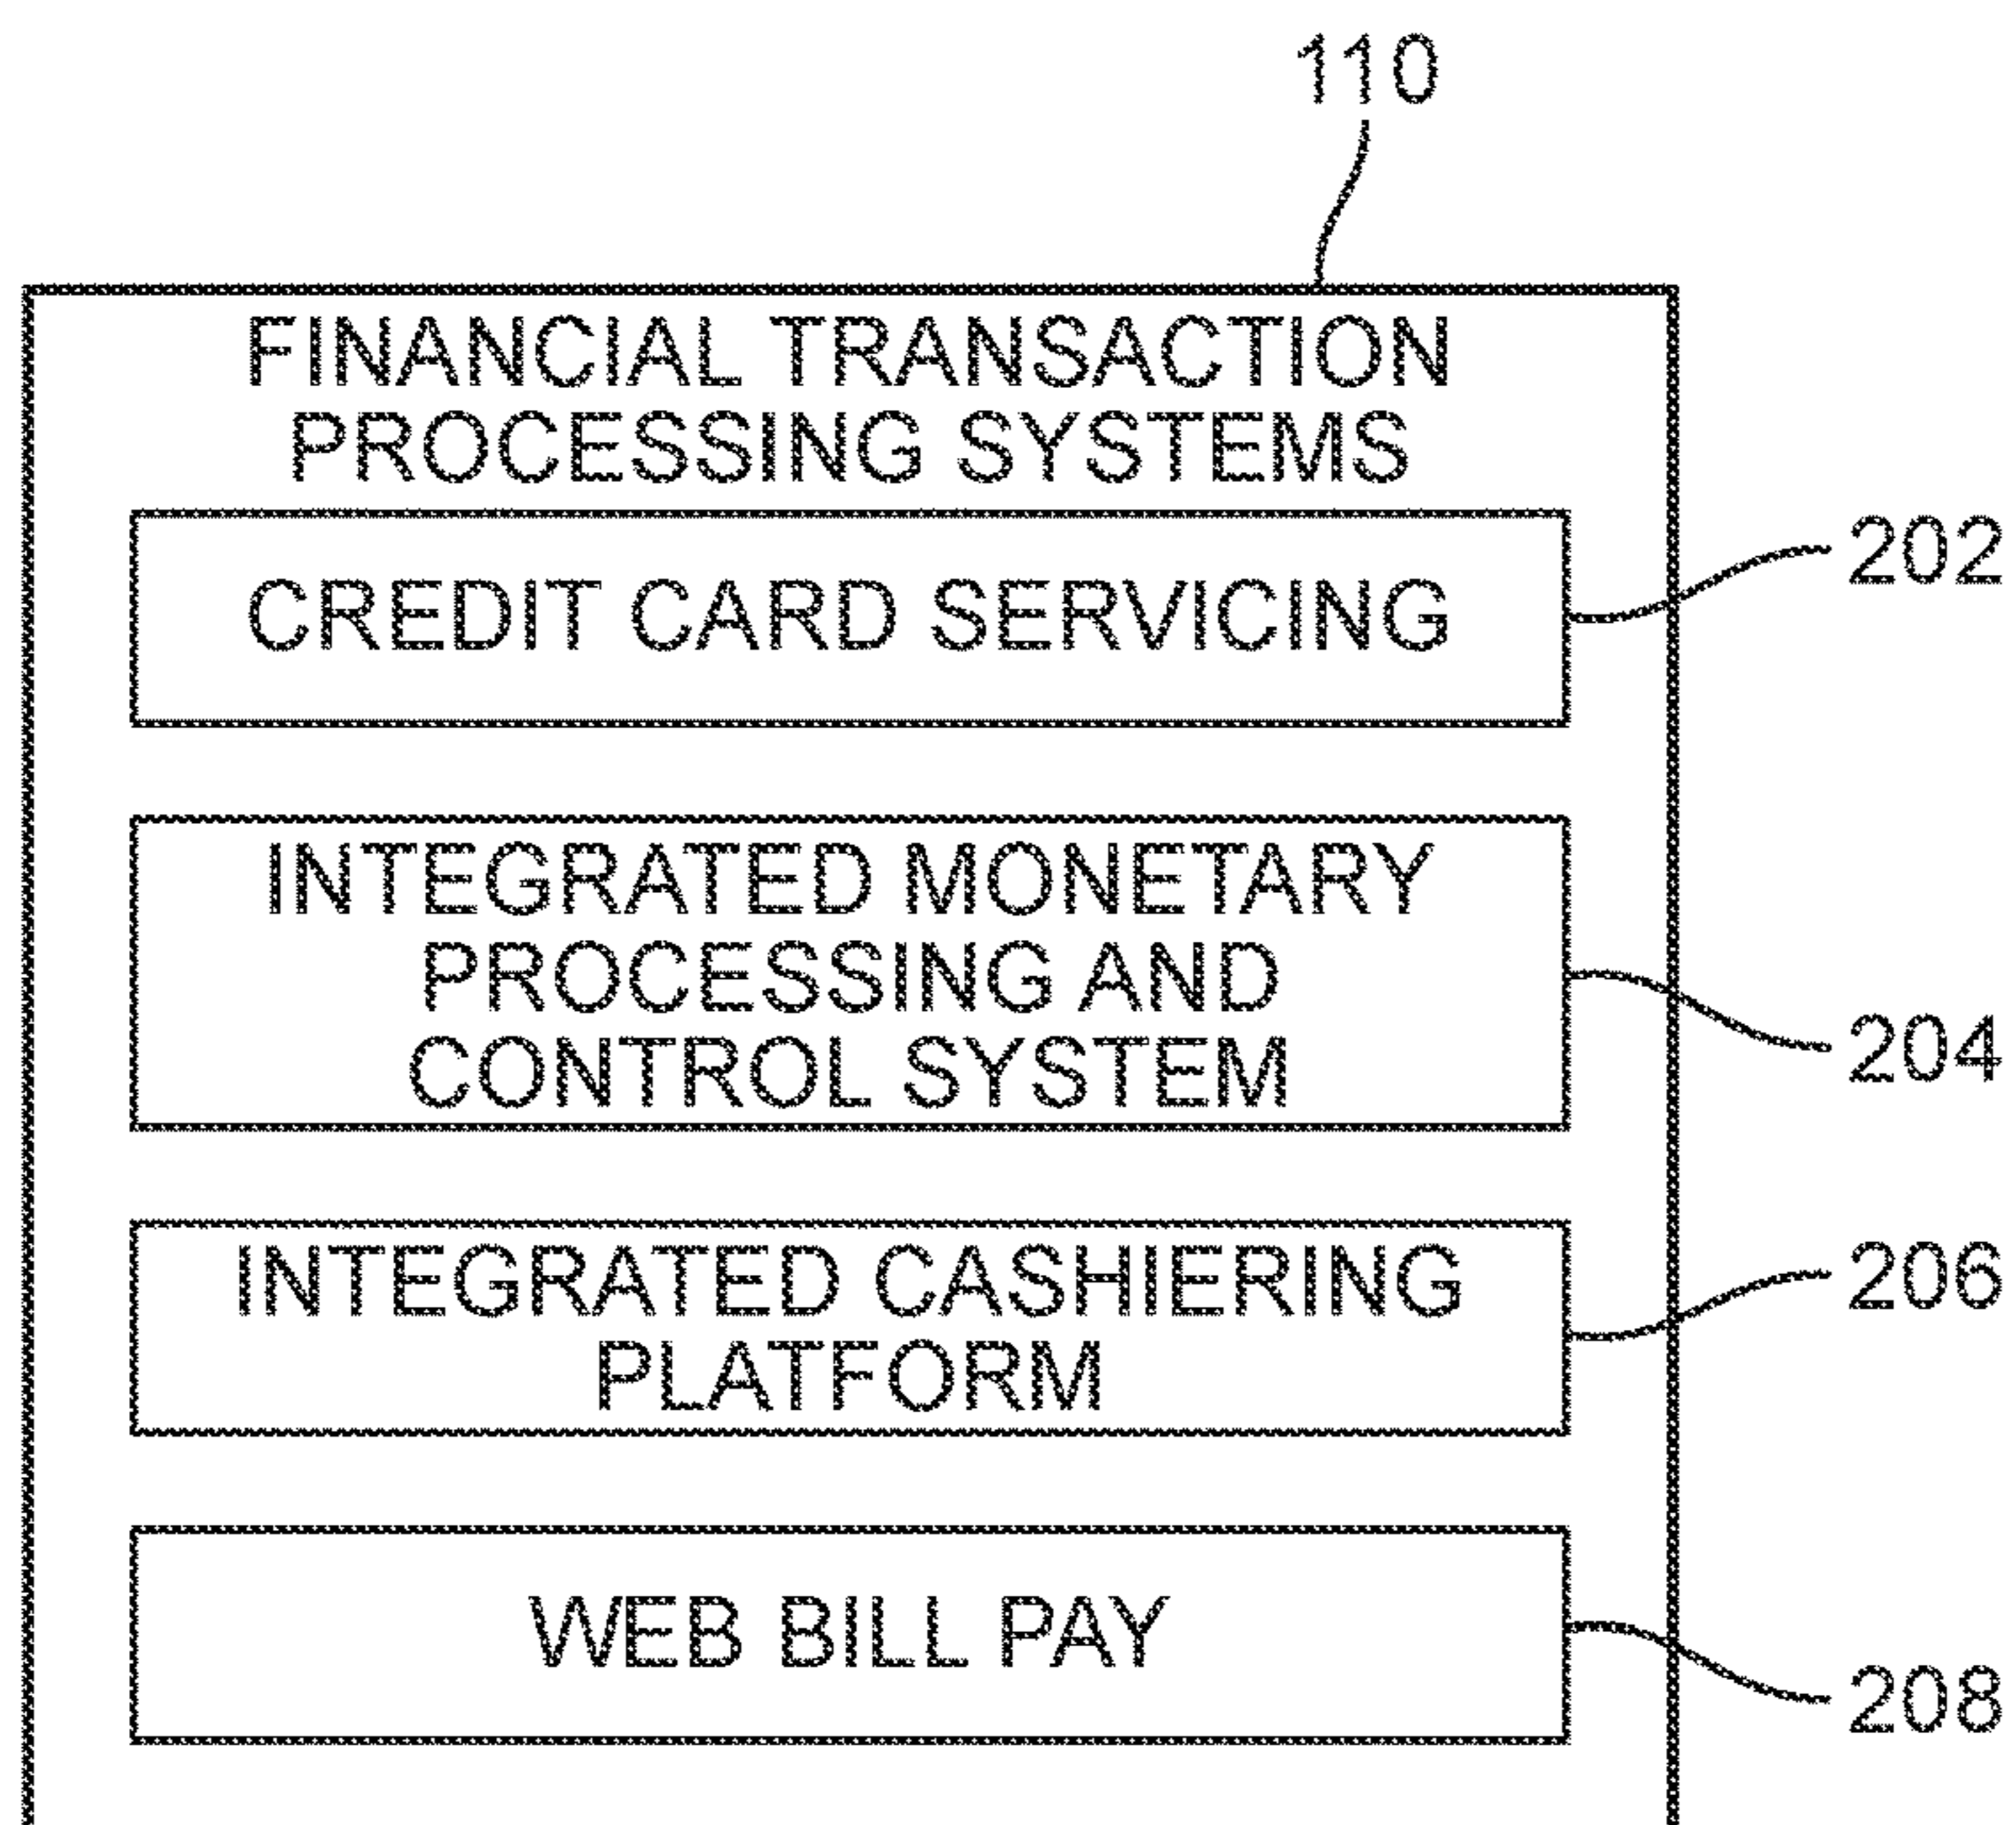 110
FINANCIAL TRANSACTION
PROCESSING SYSTEMS
CREDIT CARD SERVICING
202
INTEGRATED MONETARY
PROCESSING AND
CONTROL SYSTEM
204
INTEGRATED CASHIERING
PLATFORM
206
WEB BILL PAY
208